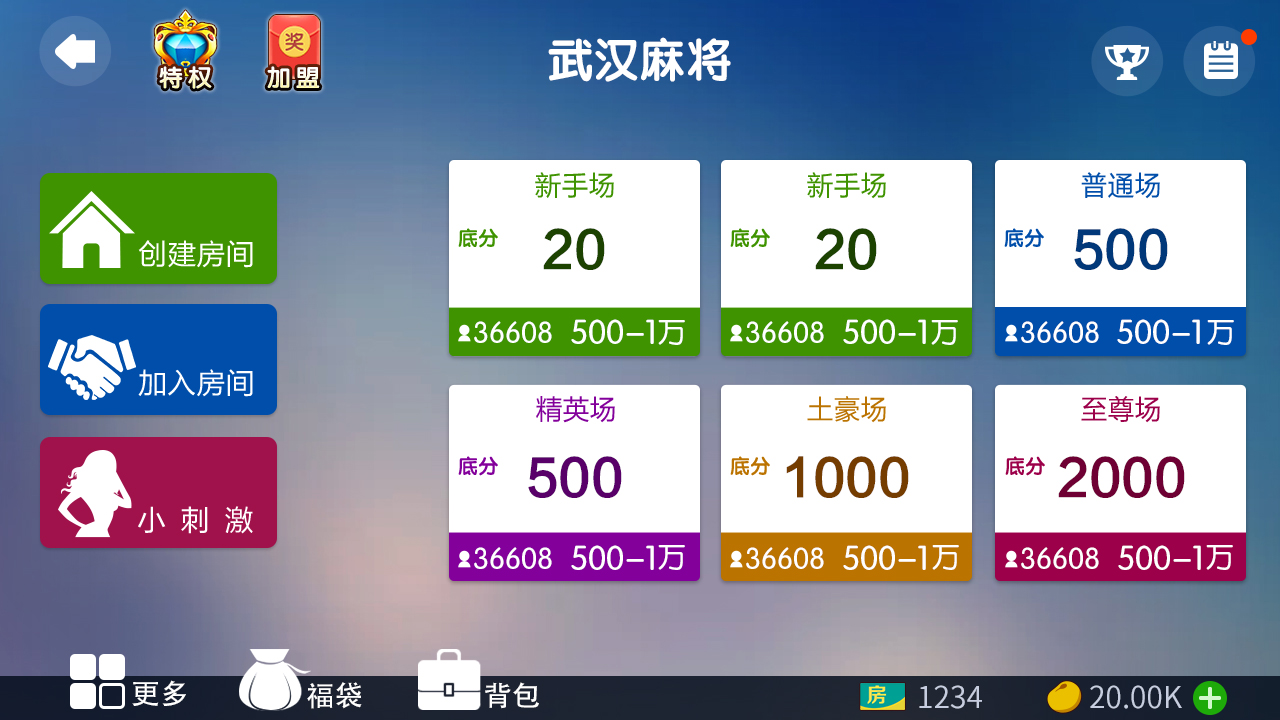 特权
奖
加盟
武汉麻将
创建房间
加入房间
小刺激
新手场
底分 20
36608 500-1万
新手场
底分 20
36608 500-1万
普通场
底分 500
36608 500-1万
精英场
底分 500
36608 500-1万
土豪场
底分 1000
36608 500-1万
至尊场
底分 2000
36608 500-1万
更多
福袋
背包
房 1234
20.00K